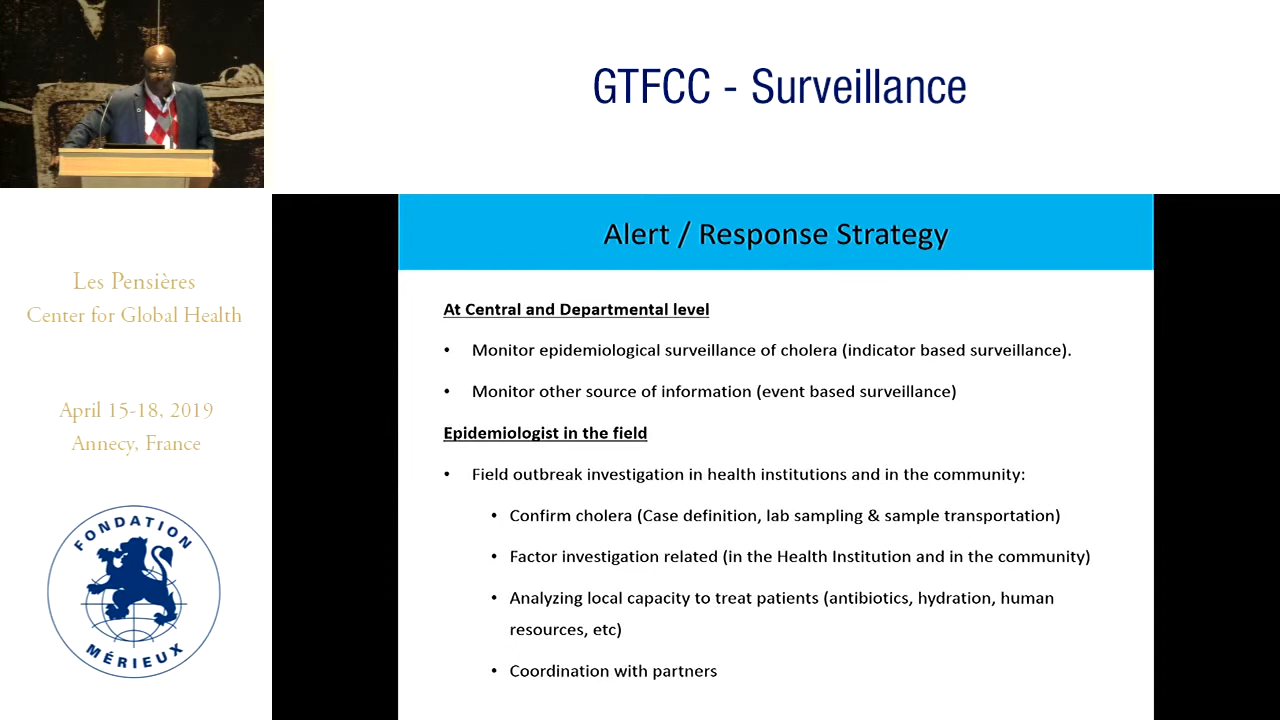 GTFCC - Surveillance
Les Pensières
Center for Global Health
April 15-18, 2019
Annecy, France
FONDATION
MÉRIEUX
Alert / Response Strategy
At Central and Departmental level
• Monitor epidemiological surveillance of cholera (indicator based surveillance).
• Monitor other source of information (event based surveillance)
Epidemiologist in the field
• Field outbreak investigation in health institutions and in the community:
• Confirm cholera (Case definition, lab sampling & sample transportation)
• Factor investigation related (in the Health Institution and in the community)
• Analyzing local capacity to treat patients (antibiotics, hydration, human
resources, etc)
• Coordination with partners